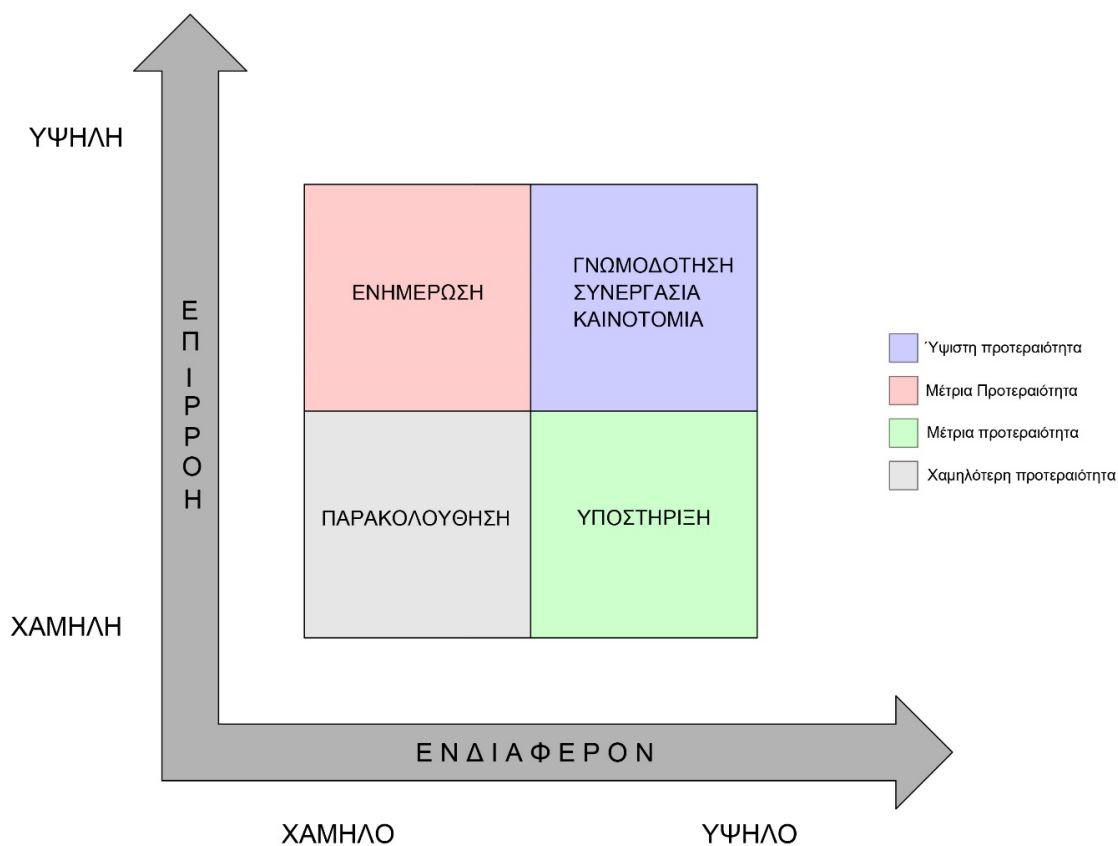 ΥΨΗΛΗ
ΕΠΙΡΡΟΗ
ΧΑΜΗΛΗ
ΕΝΗΜΕΡΩΣΗ
ΓΝΩΜΟΔΟΤΗΣΗ
ΣΥΝΕΡΓΑΣΙΑ
ΚΑΙΝΟΤΟΜΙΑ
ΠΑΡΑΚΟΛΟΥΘΗΣΗ
ΥΠΟΣΤΗΡΙΞΗ
Ύψιστη προτεραιότητα
Μέτρια Προτεραιότητα
Μέτρια προτεραιότητα
Χαμηλότερη προτεραιότητα
ΕΝΔΙΑΦΕΡΟΝ
ΧΑΜΗΛΟ
ΥΨΗΛΟ